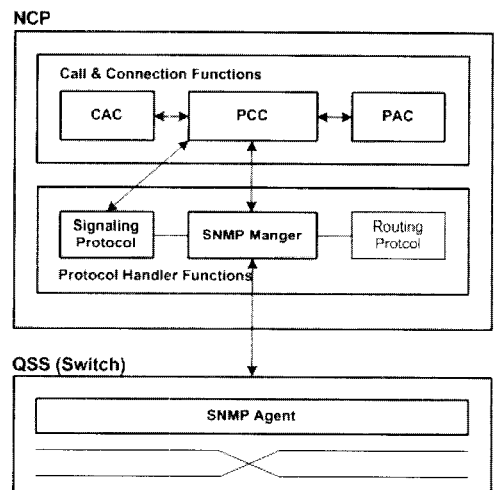 NCP
Call & Connection Functions
CAC
PCC
PAC
Signaling
Protocol
SNMP Manger
Routing
Protcol
Protocol Handler Functions
QSS (Switch)
SNMP Agent